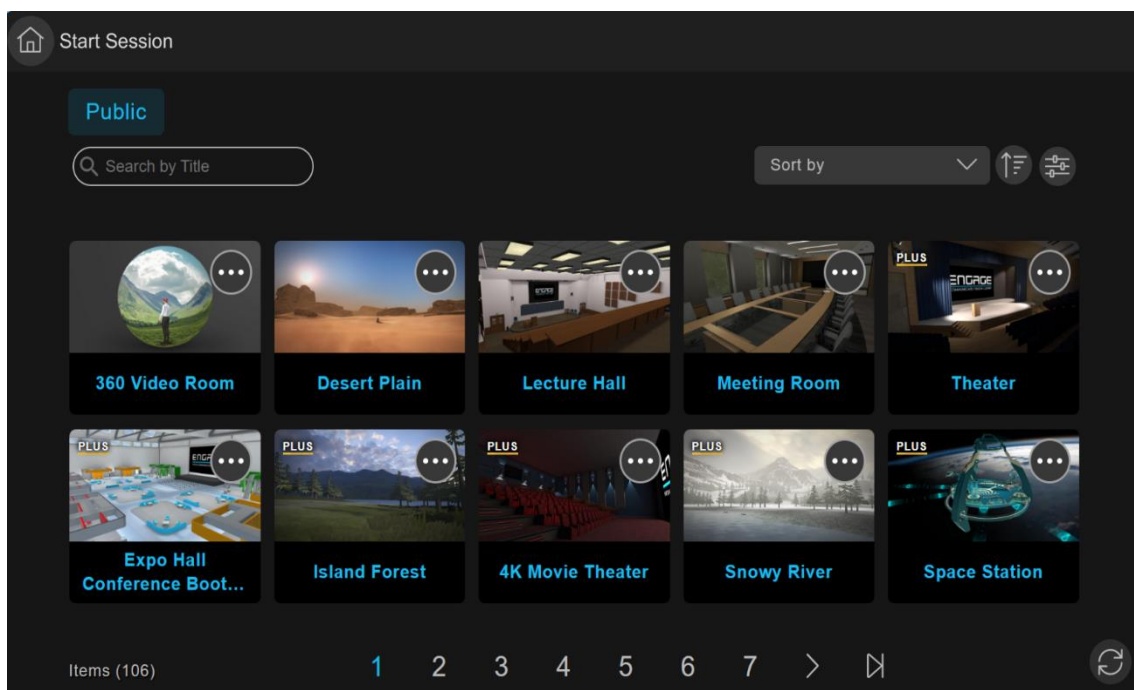 Start Session
Public
Search by Title
Sort by
PLUS
ENGAGE
ENGAGE
360 Video Room
Desert Plain
Lecture Hall
Meeting Room
Theater
PLUS
PLUS
PLUS
PLUS
PLUS
Expo Hall
Conference Boot...
Island Forest
4K Movie Theater
Snowy River
Space Station
Items (106)
1 2 3 4 5 6 7